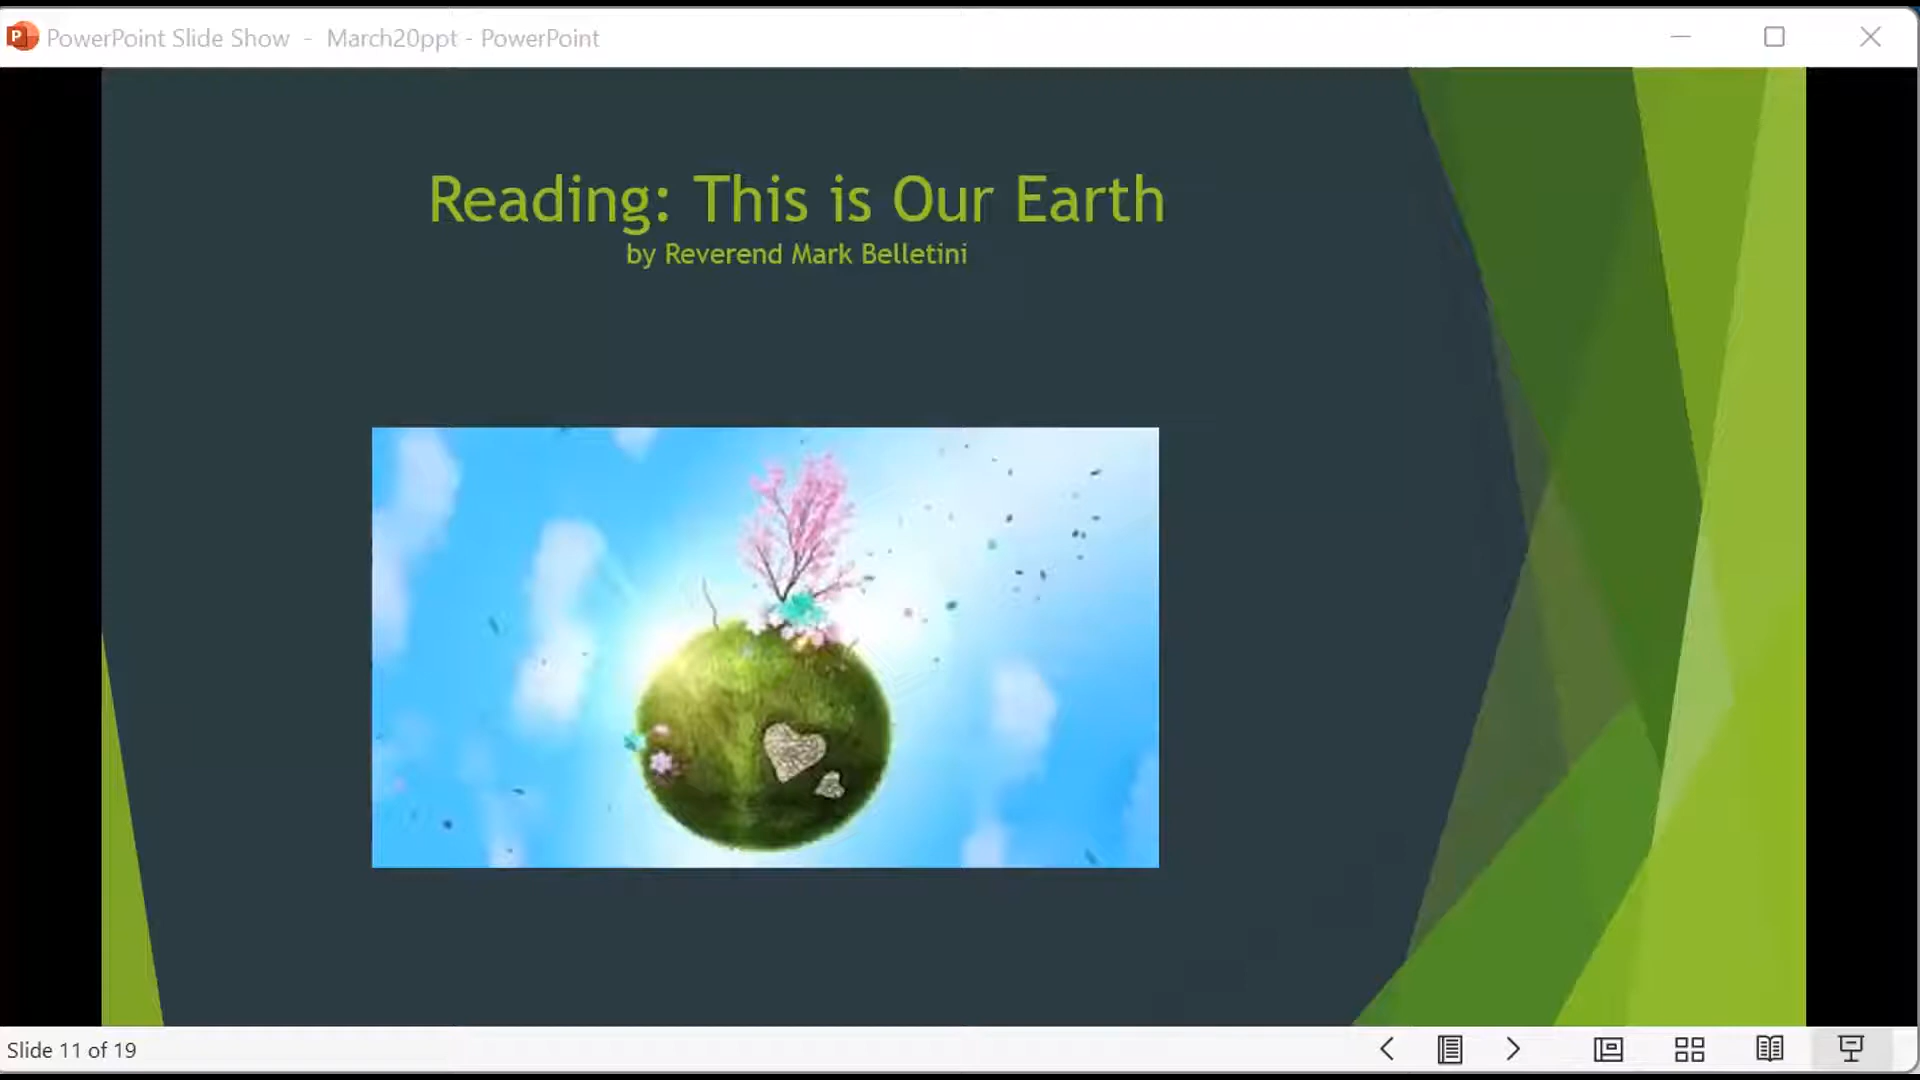 PowerPoint Slide Show - March20ppt - PowerPoint
Reading: This is Our Earth
by Reverend Mark Belletini
Slide 11 of 19